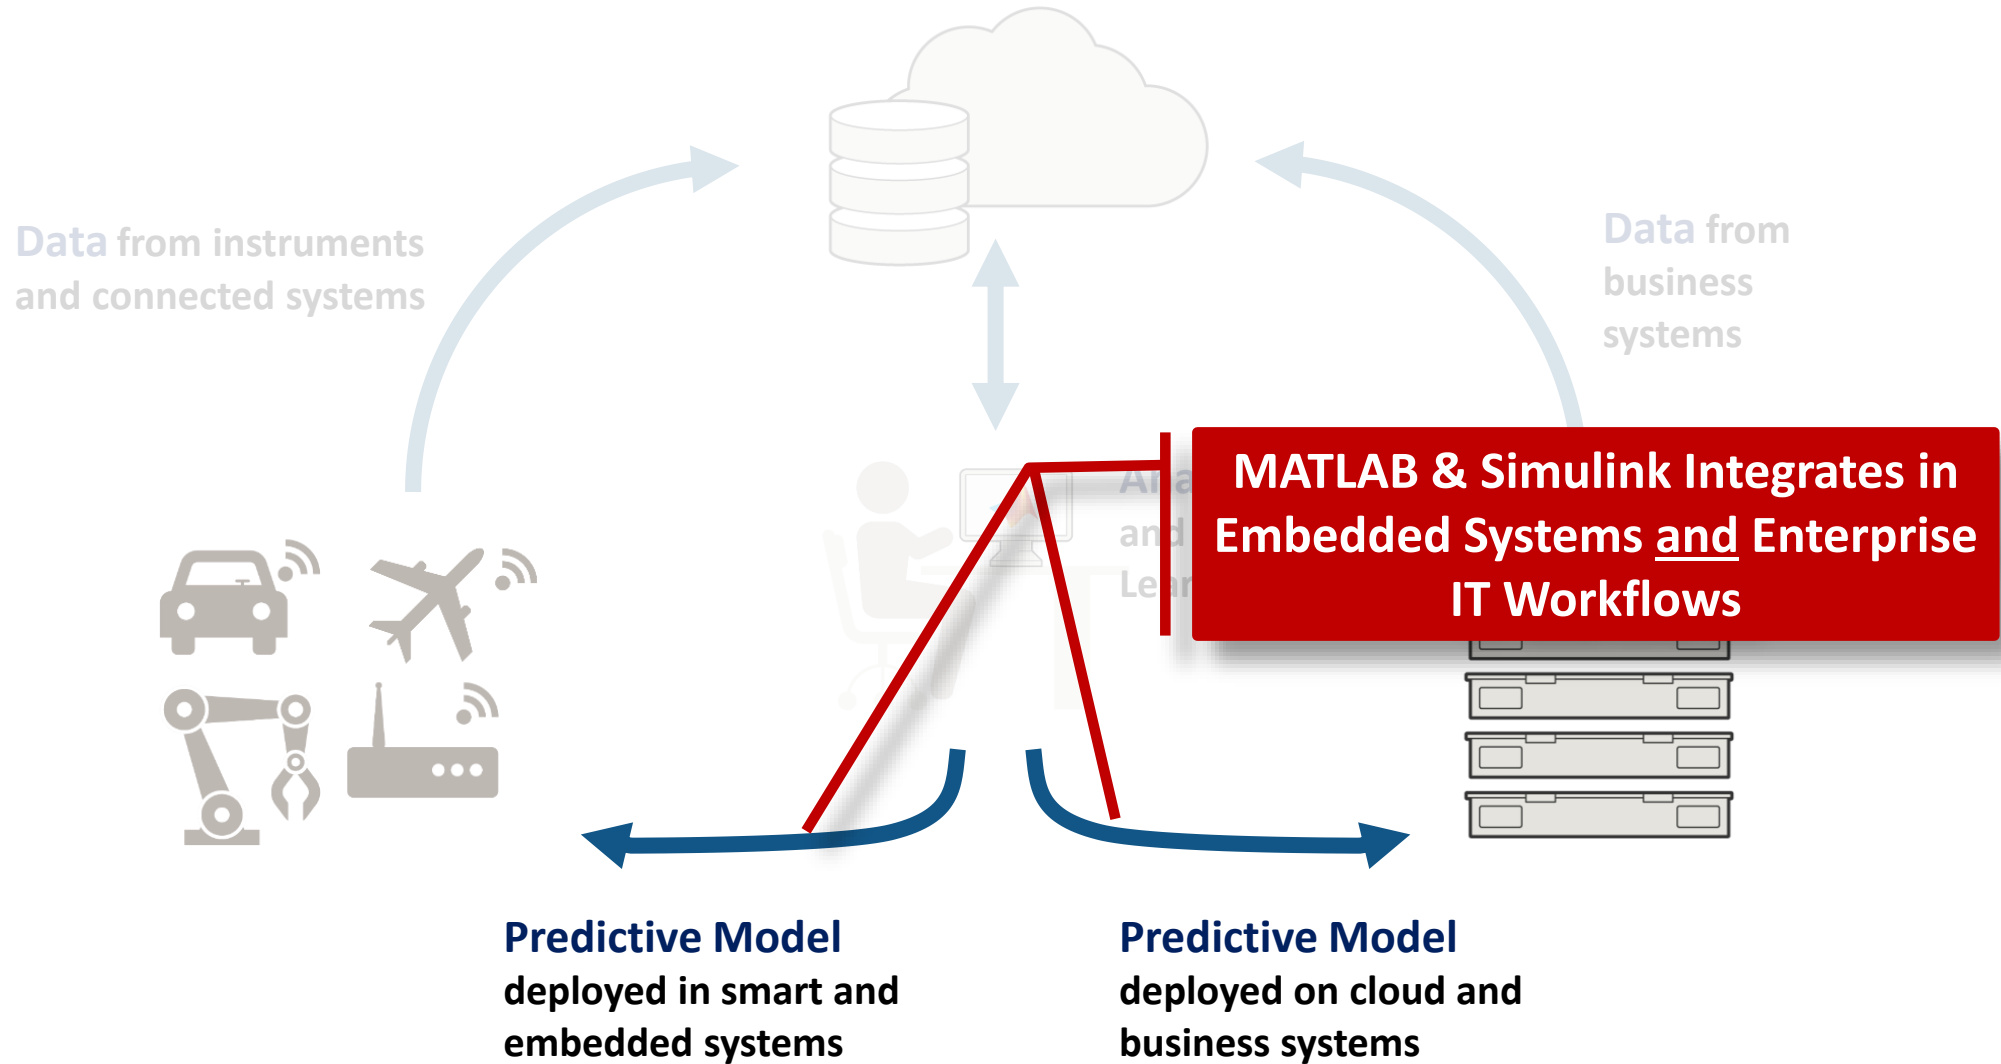 Data from instruments
and connected systems
Data from
business
systems
and
MATLAB & Simulink Integrates in
Embedded Systems and Enterprise
IT Workflows
Predictive Model
deployed in smart and
embedded systems
Predictive Model
deployed on cloud and
business systems